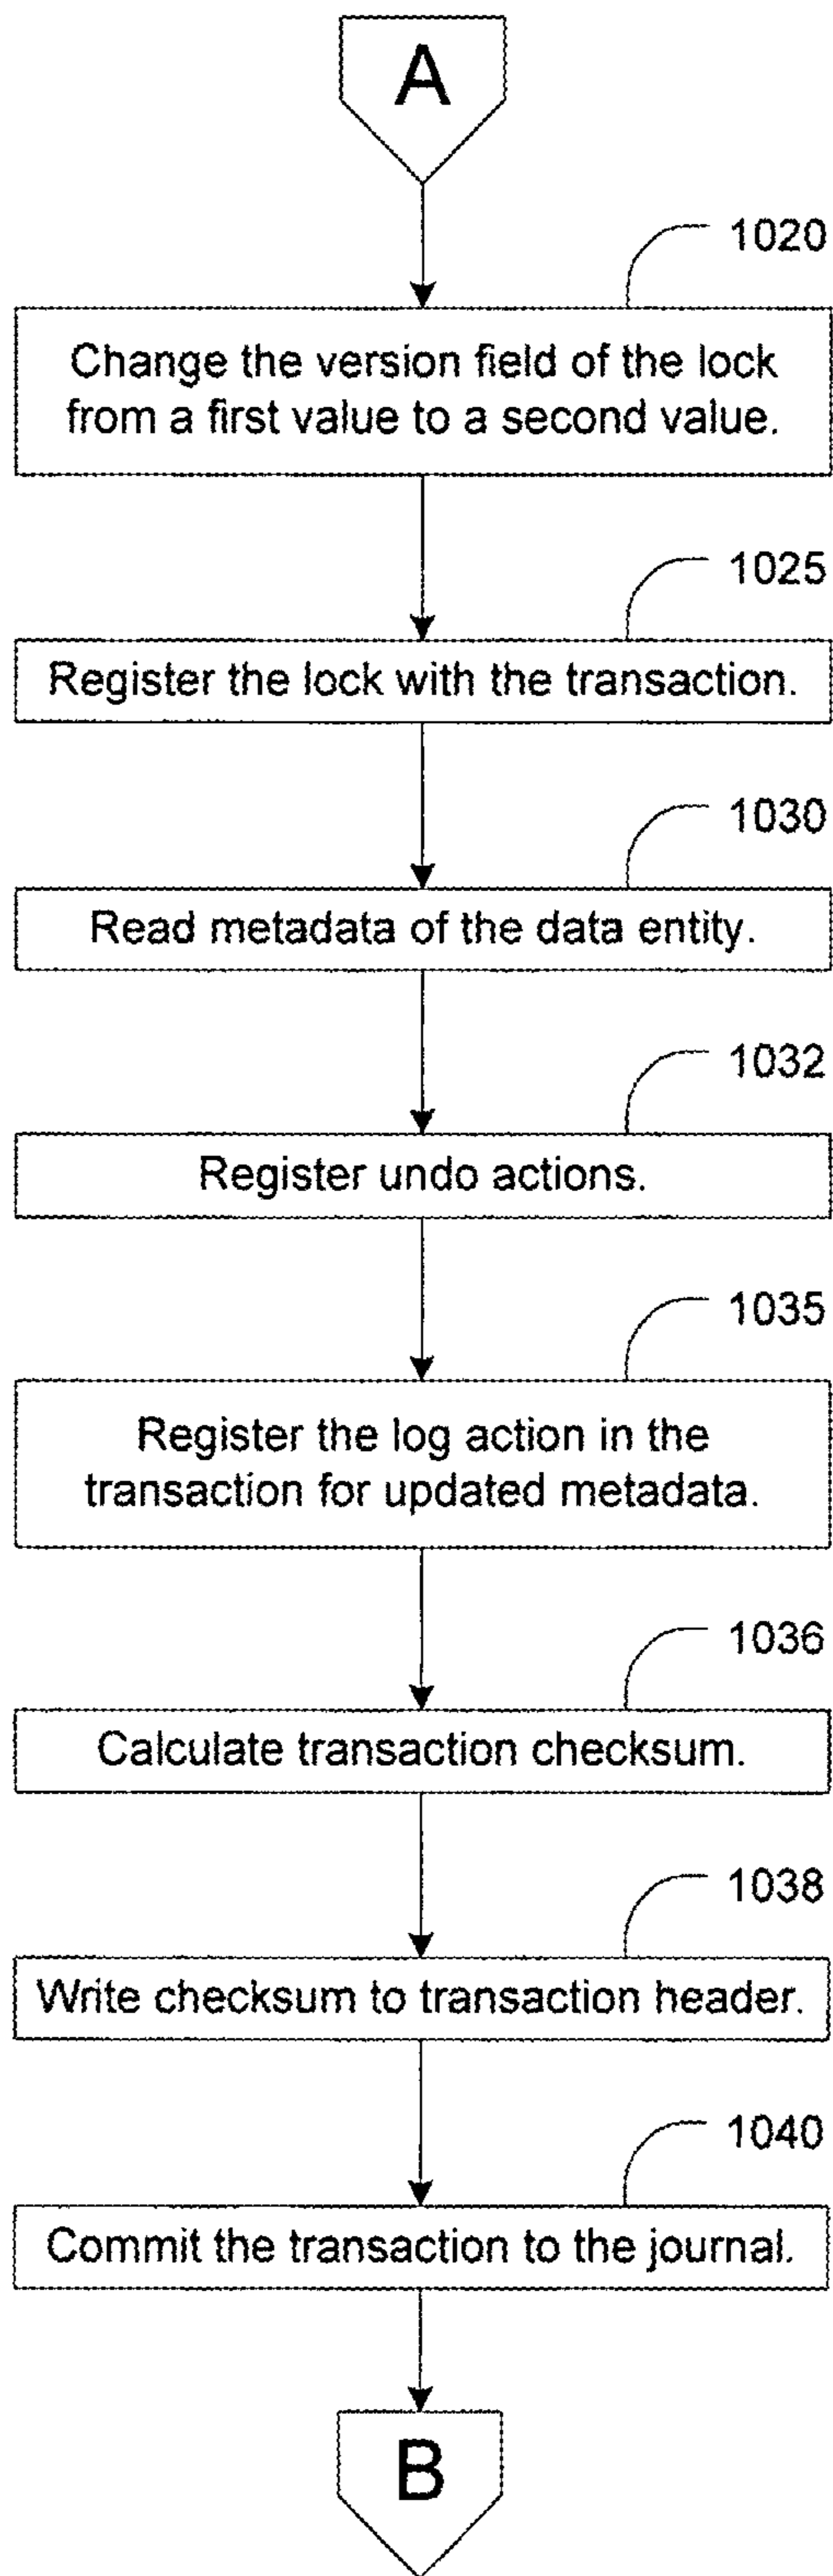 A
1020
Change the version field of the lock
from a first value to a second value.
1025
Register the lock with the transaction.
1030
Read metadata of the data entity.
1032
Register undo actions.
1035
Register the log action in the
transaction for updated metadata.
1036
Calculate transaction checksum.
1038
Write checksum to transaction header.
1040
Commit the transaction to the journal.
B